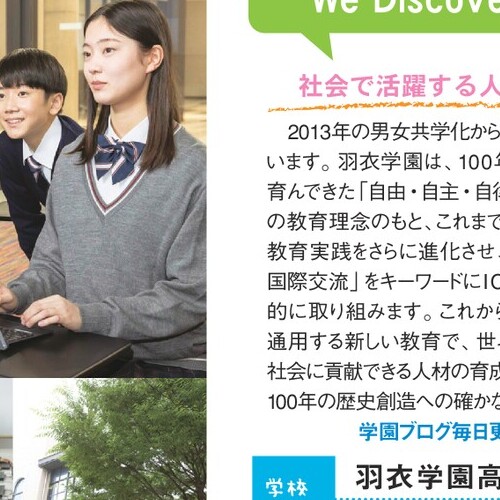 We Discove
社会で活躍する人
2013年の男女共学化から
います。羽衣学園は、100年
育んできた「自由・自主・自律
の教育理念のもと、これまで
教育実践をさらに進化させ、
国際交流」をキーワードにIC
的に取り組みます。これから
通用する新しい教育で、世
社会に貢献できる人材の育成
100年の歴史創造への確かな
学園ブログ毎日更
学校
羽衣学園高